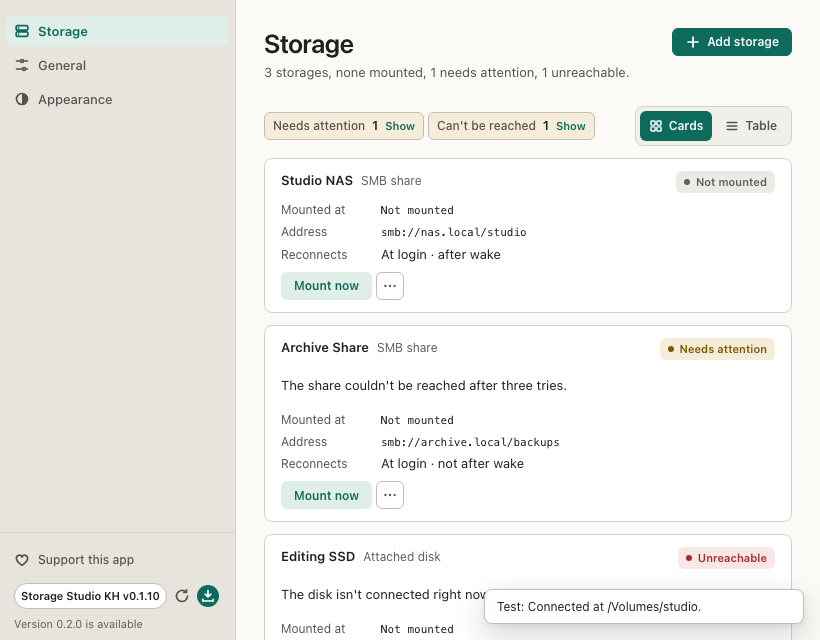 Storage
General
Appearance
Support this app
Storage Studio KH v0.1.10
Version 0.2.0 is available
Storage
Add storage
3 storages, none mounted, 1 needs attention, 1 unreachable.
Needs attention 1 Show
Can't be reached 1 Show
Cards
Table
Studio NAS SMB share
Not mounted
Mounted at Not mounted
Address smb://nas.local/studio
Reconnects At login · after wake
Mount now
Archive Share SMB share
Needs attention
The share couldn't be reached after three tries.
Mounted at Not mounted
Address smb://archive.local/backups
Reconnects At login · not after wake
Mount now
Editing SSD Attached disk
Unreachable
The disk isn't connected right now
Mounted at Not mounted
Test: Connected at /Volumes/studio.